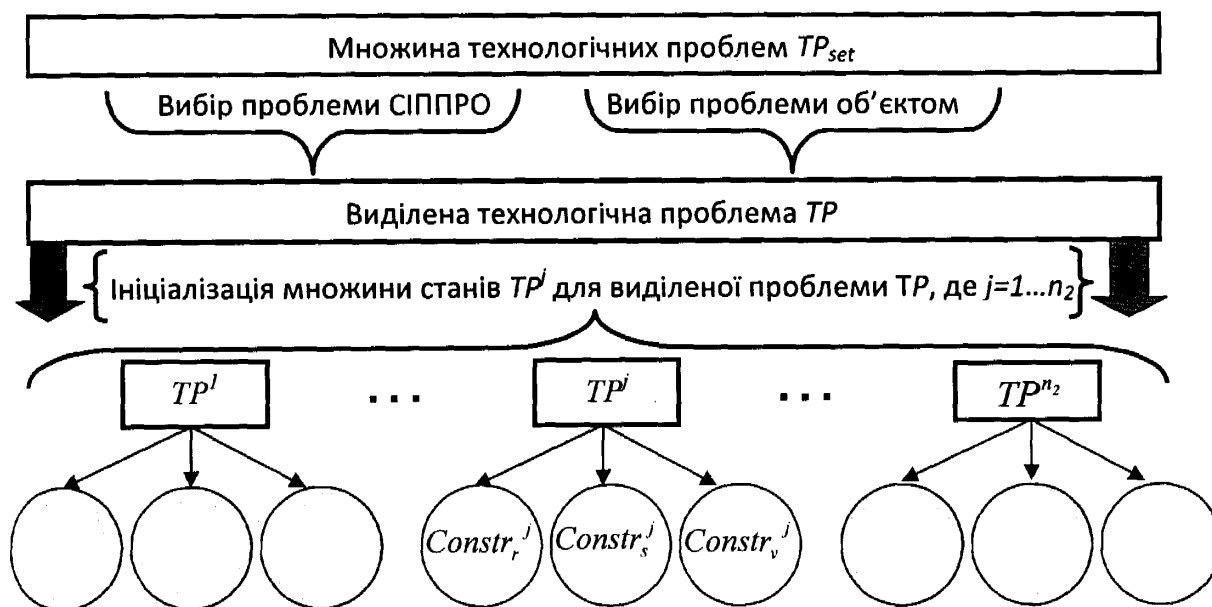 Множина технологічних проблем TP_set
Вибір проблеми СІППРО Вибір проблеми об’єктом
Виділена технологічна проблема TP
Ініціалізація множини станів TP^j для виділеної проблеми TP, де j=1...n_2
TP^1 ... TP^j ... TP^{n_2}
Constr_r^j Constr_s^j Constr_v^j